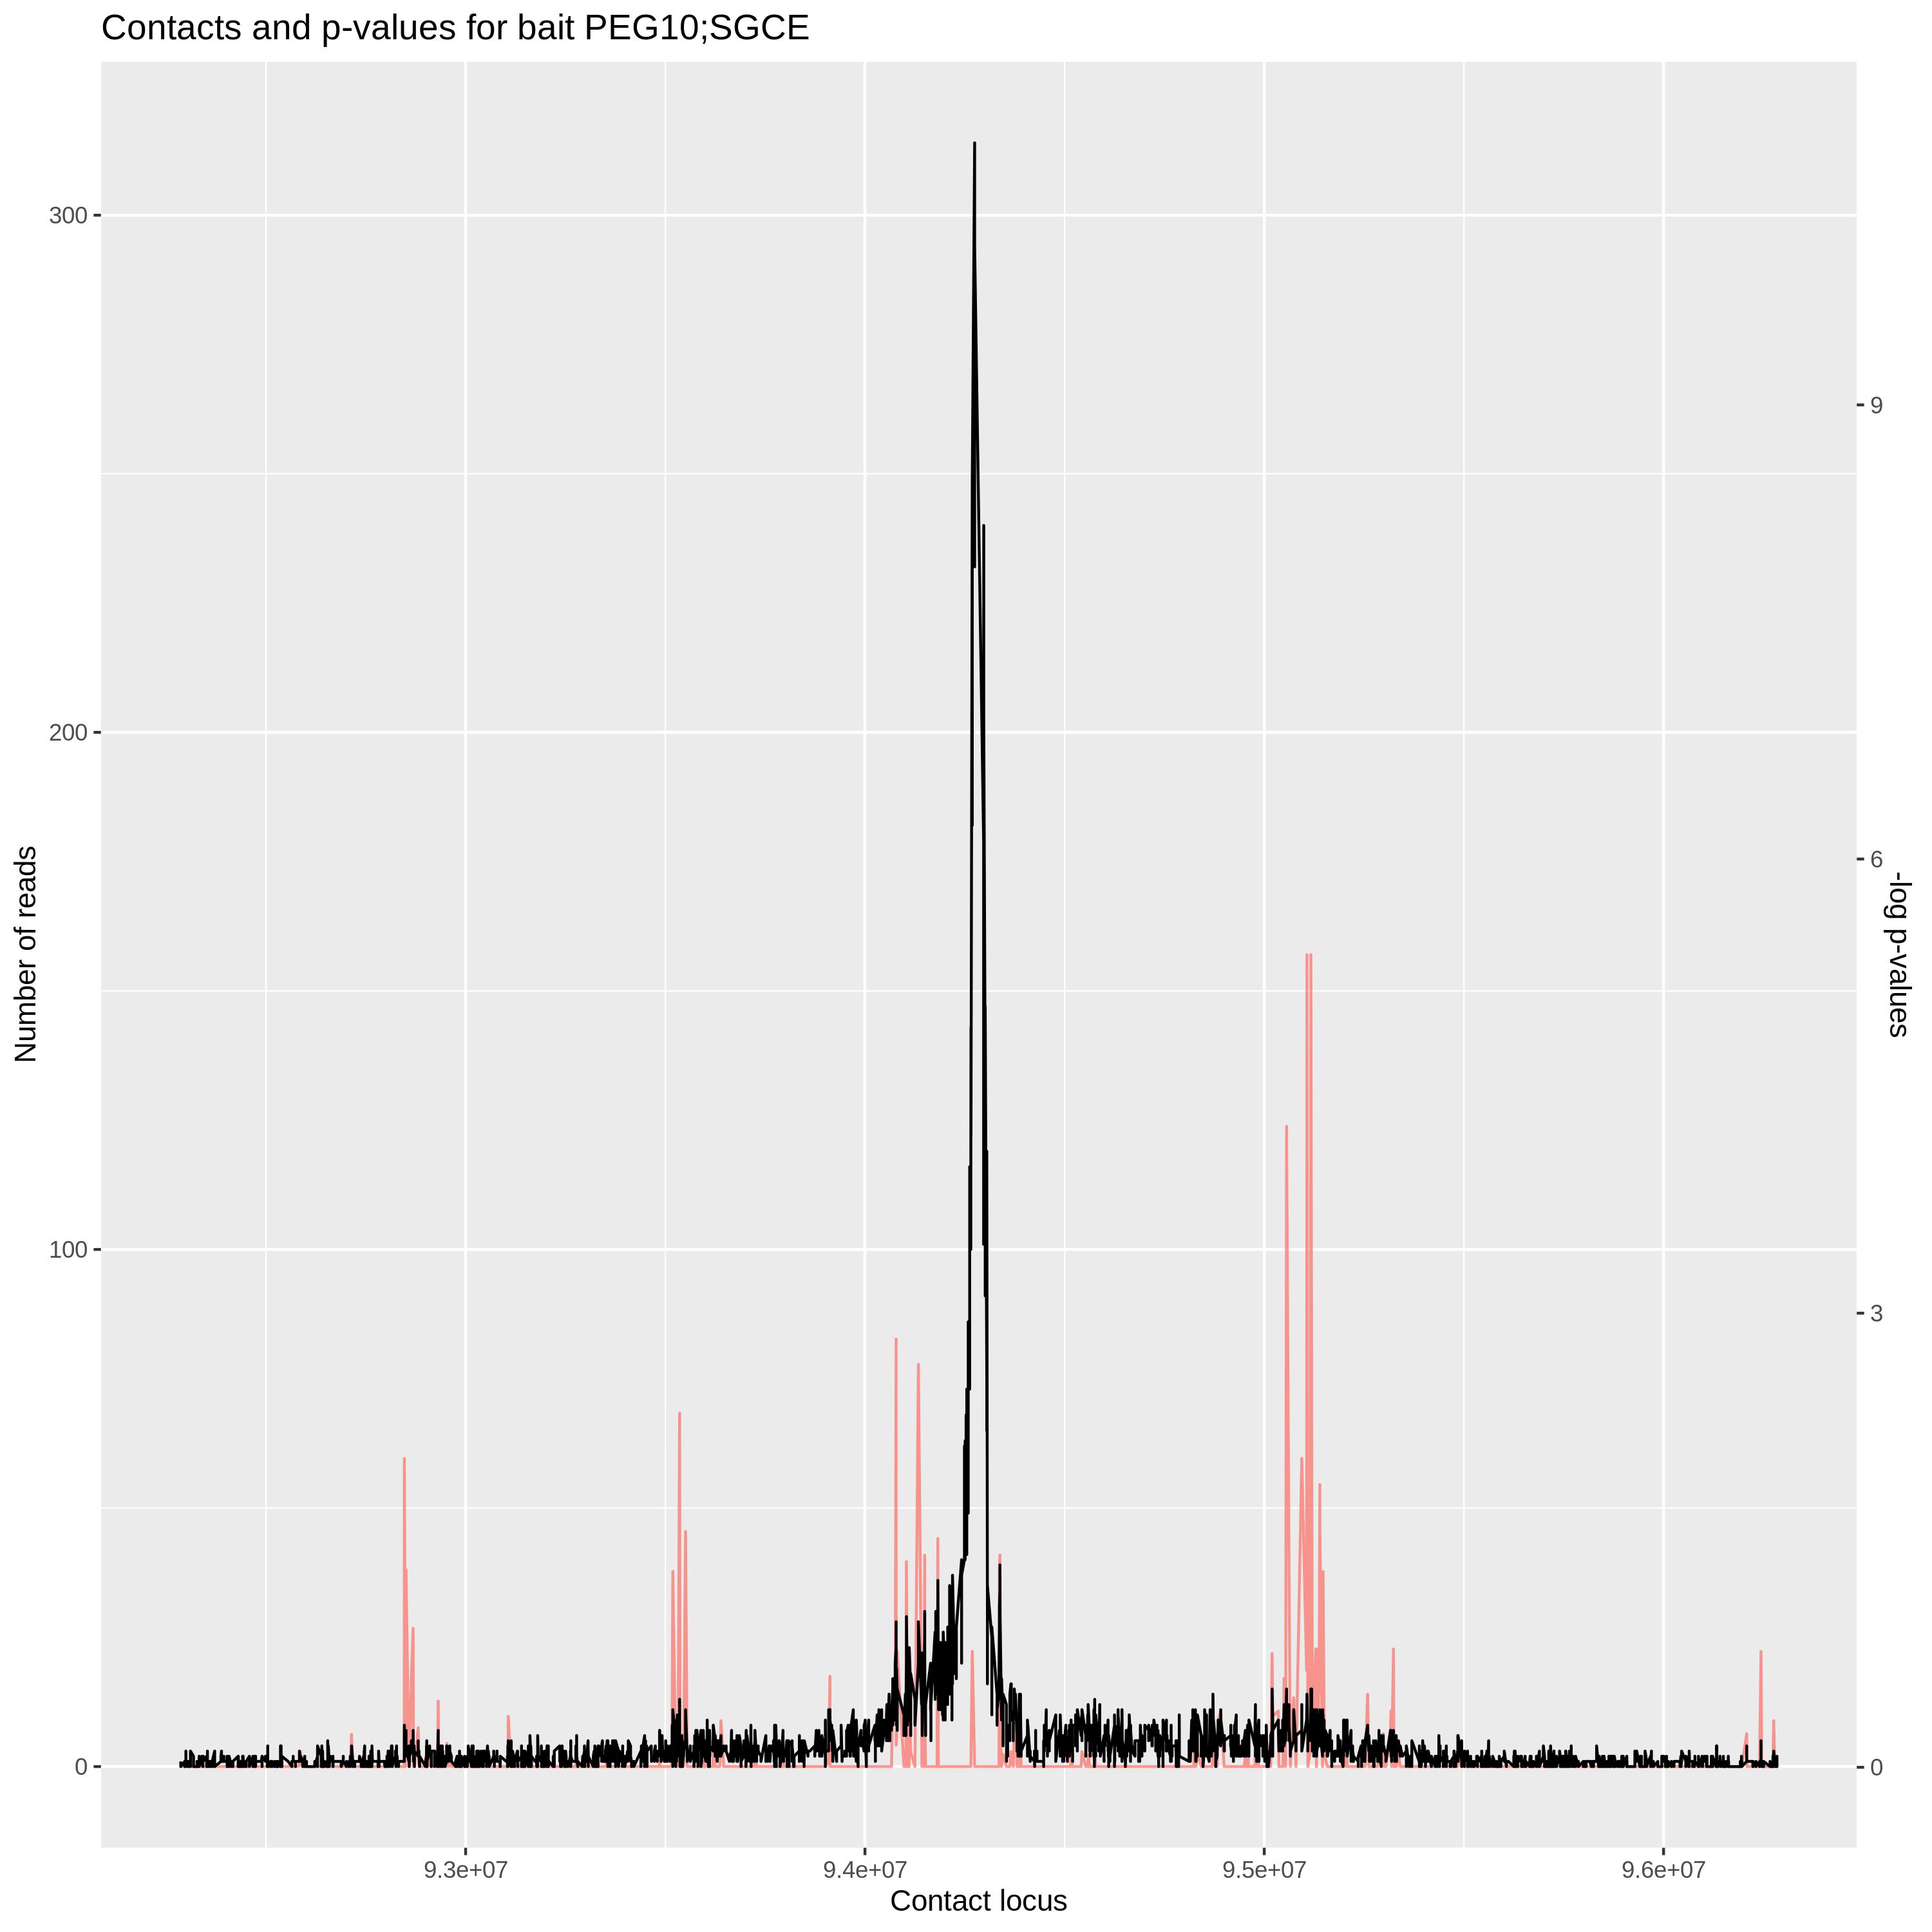 Contacts and p-values for bait PEG10;SGCE
300
200
100
0
Number of reads
9
6
3
0
-log p-values
9.3e+07
9.4e+07
9.5e+07
9.6e+07
Contact locus